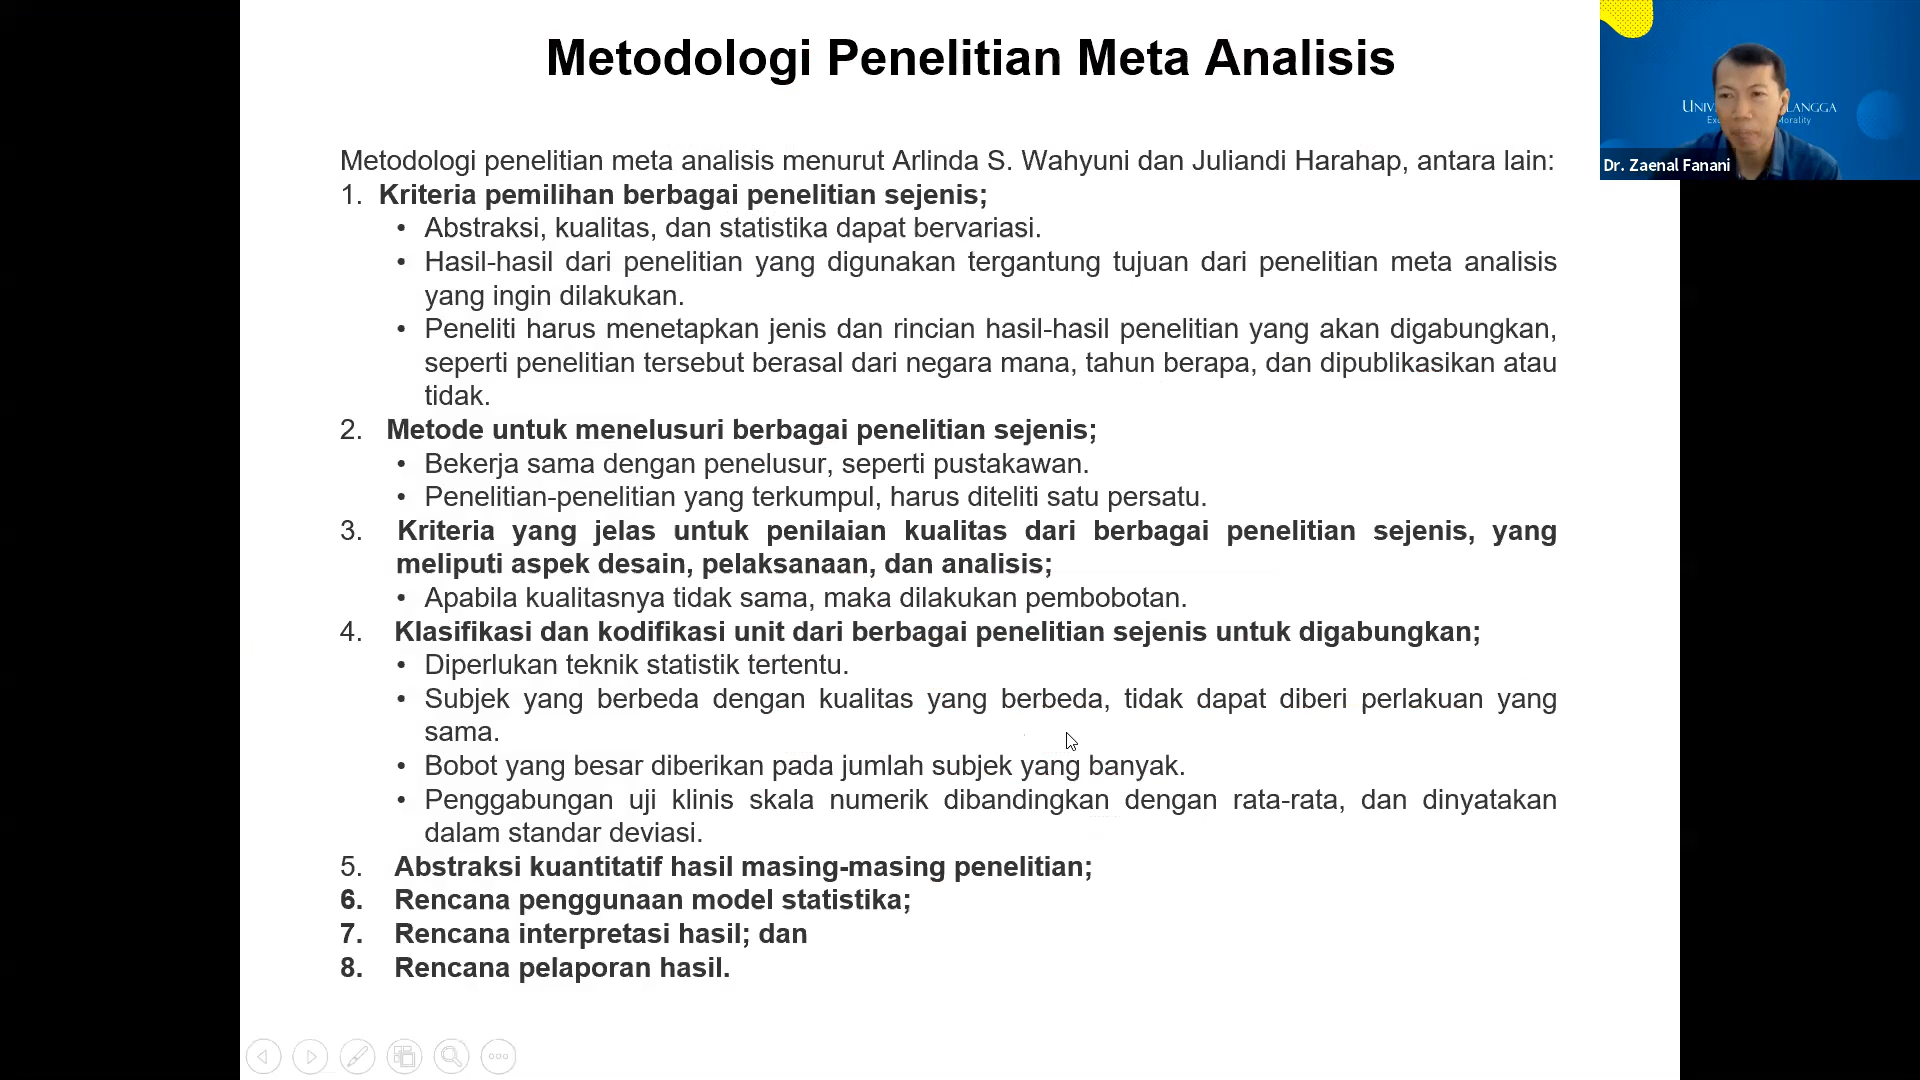 Metodologi Penelitian Meta Analisis
Metodologi penelitian meta analisis menurut Arlinda S. Wahyuni dan Juliandi Harahap, antara lain:
1. Kriteria pemilihan berbagai penelitian sejenis;
• Abstraksi, kualitas, dan statistika dapat bervariasi.
• Hasil-hasil dari penelitian yang digunakan tergantung tujuan dari penelitian meta analisis
yang ingin dilakukan.
• Peneliti harus menetapkan jenis dan rincian hasil-hasil penelitian yang akan digabungkan,
seperti penelitian tersebut berasal dari negara mana, tahun berapa, dan dipublikasikan atau
tidak.
2. Metode untuk menelusuri berbagai penelitian sejenis;
• Bekerja sama dengan penelusur, seperti pustakawan.
• Penelitian-penelitian yang terkumpul, harus diteliti satu persatu.
3. Kriteria yang jelas untuk penilaian kualitas dari berbagai penelitian sejenis, yang
meliputi aspek desain, pelaksanaan, dan analisis;
• Apabila kualitasnya tidak sama, maka dilakukan pembobotan.
4. Klasifikasi dan kodifikasi unit dari berbagai penelitian sejenis untuk digabungkan;
• Diperlukan teknik statistik tertentu.
• Subjek yang berbeda dengan kualitas yang berbeda, tidak dapat diberi perlakuan yang
sama.
• Bobot yang besar diberikan pada jumlah subjek yang banyak.
• Penggabungan uji klinis skala numerik dibandingkan dengan rata-rata, dan dinyatakan
dalam standar deviasi.
5. Abstraksi kuantitatif hasil masing-masing penelitian;
6. Rencana penggunaan model statistika;
7. Rencana interpretasi hasil; dan
8. Rencana pelaporan hasil.
Dr. Zaenal Fanani